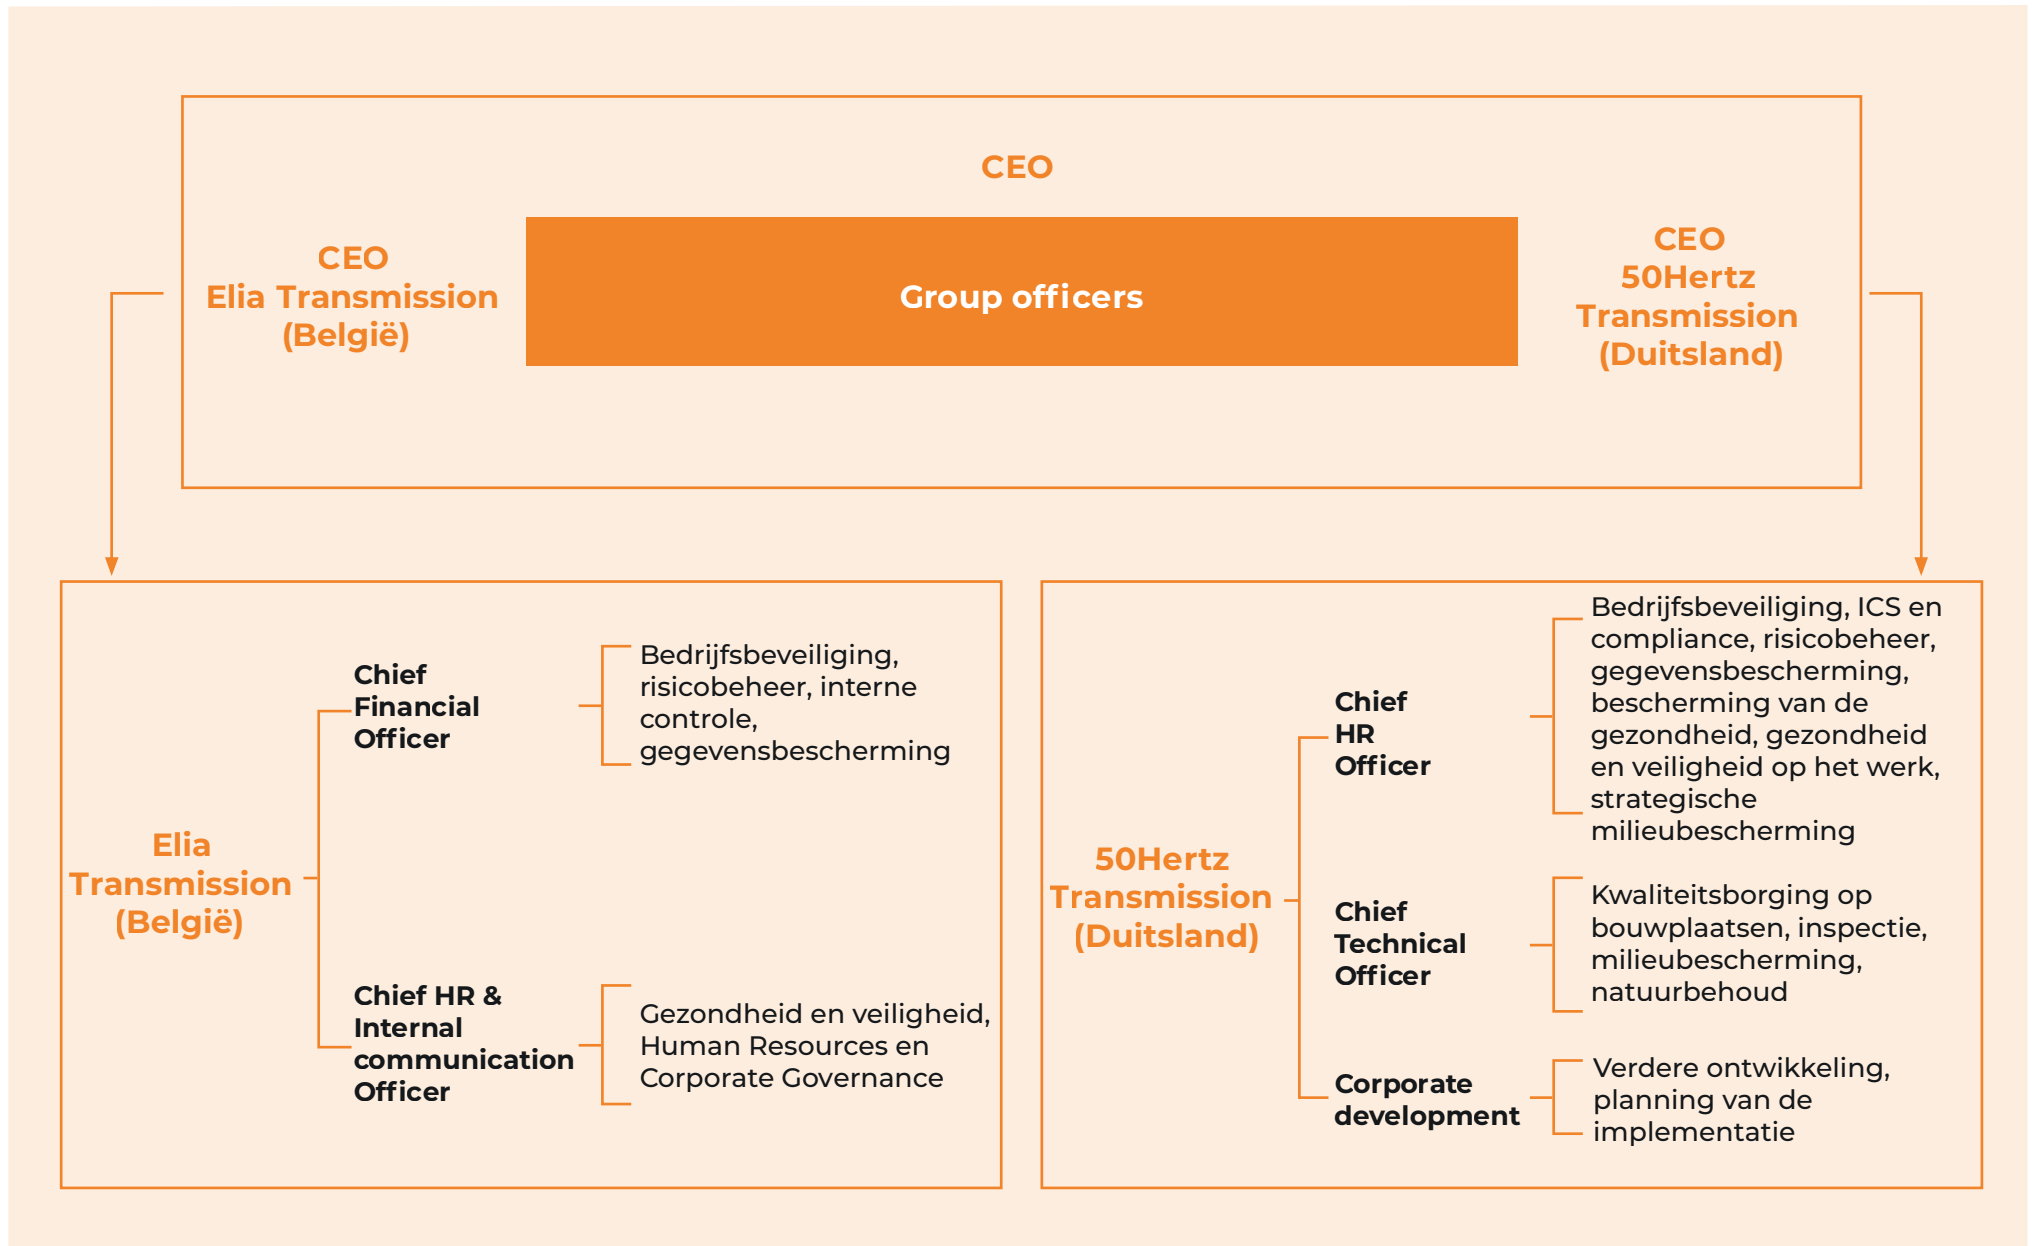 CEO
CEO
Elia Transmission
(België)
Group officers
CEO
50Hertz
Transmission
(Duitsland)
Elia
Transmission
(België)
Chief
Financial
Officer
Bedrijfsbeveiliging,
risicobeheer, interne
controle,
gegevensbescherming
Chief HR &
Internal
communication
Officer
Gezondheid en veiligheid,
Human Resources en
Corporate Governance
50Hertz
Transmission
(Duitsland)
Chief
HR
Officer
Bedrijfsbeveiliging, ICS en
compliance, risicobeheer,
gegevensbescherming,
bescherming van de
gezondheid, gezondheid
en veiligheid op het werk,
strategische
milieubescherming
Chief
Technical
Officer
Kwaliteitsborging op
bouwplaatsen, inspectie,
milieubescherming,
natuurbehoud
Corporate
development
Verdere ontwikkeling,
planning van de
implementatie